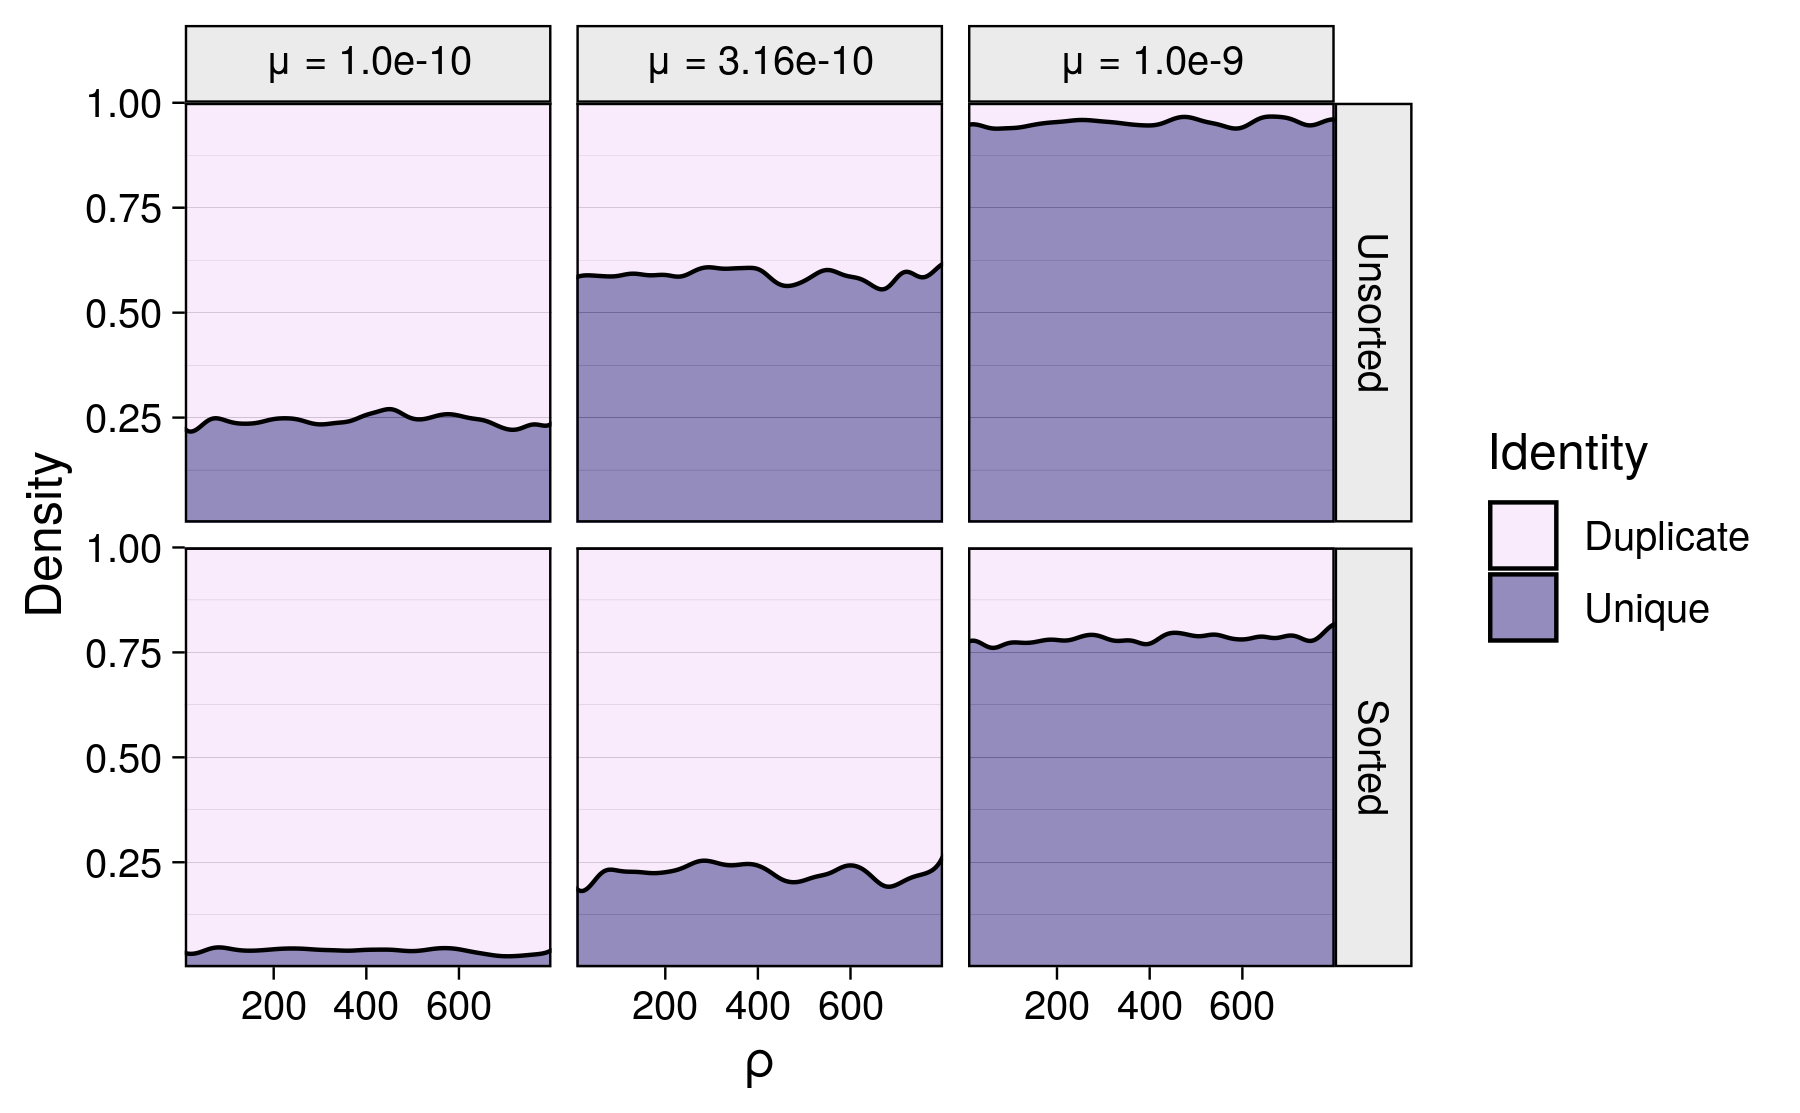 μ = 1.0e-10
μ = 3.16e-10
μ = 1.0e-9
1.00
0.75
0.50
0.25
Unsorted
Density
1.00
0.75
0.50
0.25
Sorted
200 400 600
200 400 600
200 400 600
ρ
Identity
Duplicate
Unique